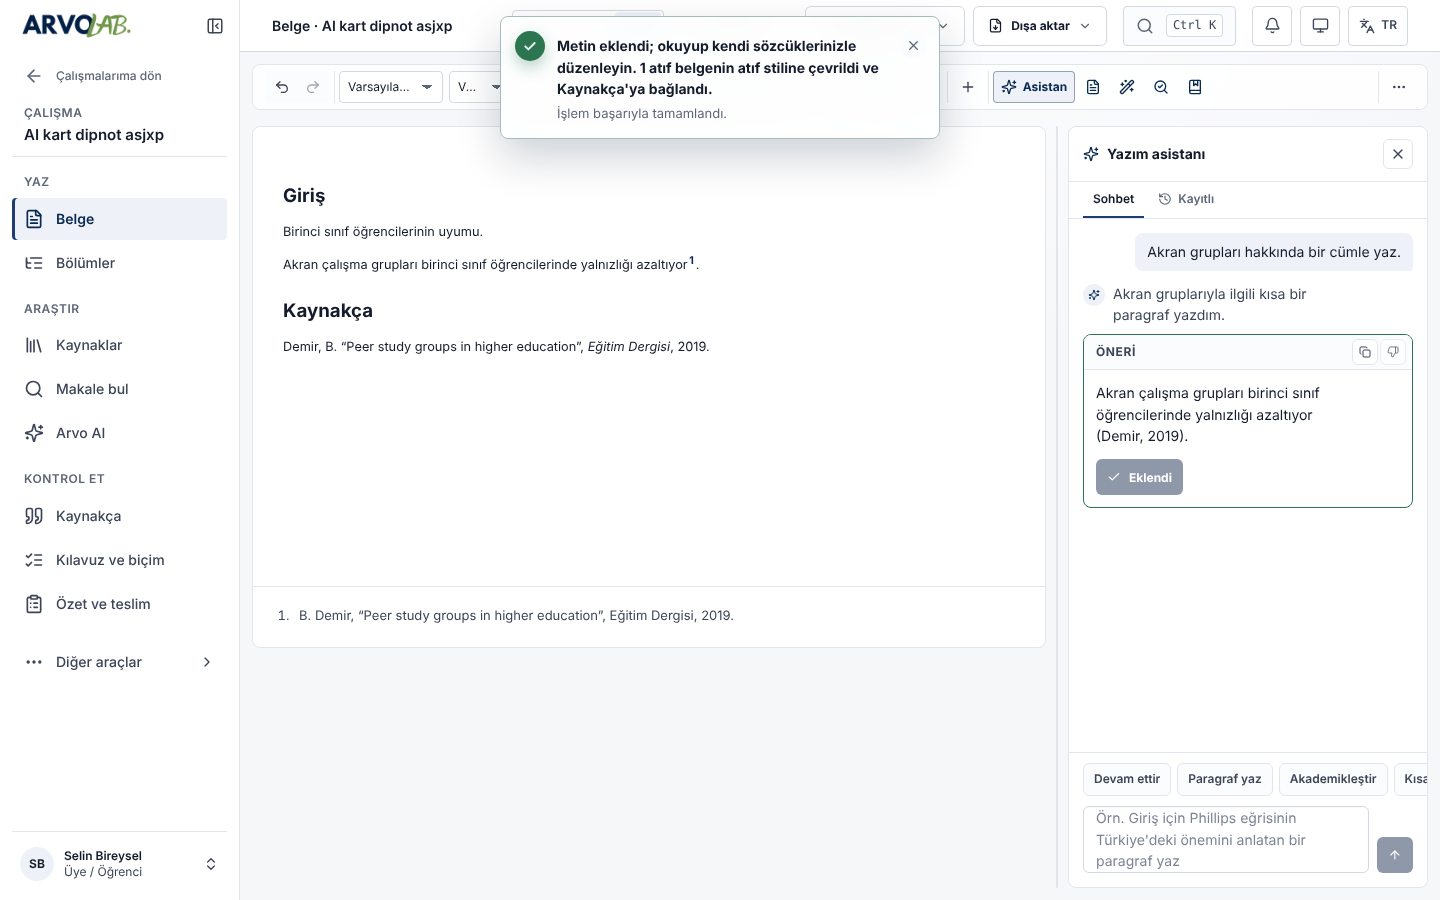 ARVOLAB.
Çalışmalarıma dön
ÇALIŞMA
AI kart dipnot asjxp
YAZ
Belge
Bölümler
ARAŞTIR
Kaynaklar
Makale bul
Arvo AI
KONTROL ET
Kaynakça
Kılavuz ve biçim
Özet ve teslim
Diğer araçlar
SB
Selin Bireysel
Üye / Öğrenci
Belge · AI kart dipnot asjxp
Dışa aktar
Ctrl K
TR
Metin eklendi; okuyup kendi sözcüklerinizle
düzenleyin. 1 atıf belgenin atıf stiline çevrildi ve
Kaynakça'ya bağlandı.
İşlem başarıyla tamamlandı.
Varsayıla...
V...
Asistan
Giriş
Birinci sınıf öğrencilerinin uyumu.
Akran çalışma grupları birinci sınıf öğrencilerinde yalnızlığı azaltıyor1.
Kaynakça
Demir, B. “Peer study groups in higher education”, Eğitim Dergisi, 2019.
1. B. Demir, “Peer study groups in higher education”, Eğitim Dergisi, 2019.
Yazım asistanı
Sohbet
Kayıtlı
Akran grupları hakkında bir cümle yaz.
Akran gruplarıyla ilgili kısa bir
paragraf yazdım.
ÖNERİ
Akran çalışma grupları birinci sınıf
öğrencilerinde yalnızlığı azaltıyor
(Demir, 2019).
Eklendi
Devam ettir
Paragraf yaz
Akademikleştir
Kısa
Örn. Giriş için Phillips eğrisinin
Türkiye'deki önemini anlatan bir
paragraf yaz